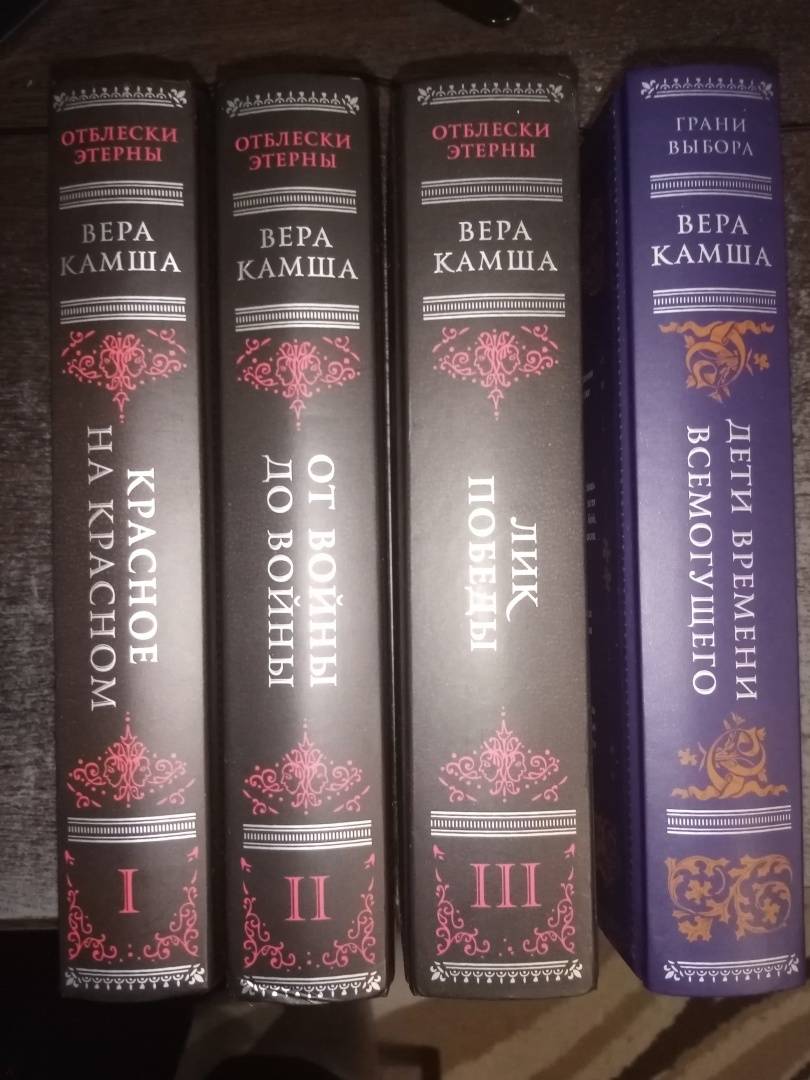 ОТБЛЕСКИ
ЭТЕРНЫ
ВЕРА
КАМША
КРАСНОЕ
НА КРАСНОМ
I
ОТБЛЕСКИ
ЭТЕРНЫ
ВЕРА
КАМША
ОТ ВОЙНЫ
ДО ВОЙНЫ
II
ОТБЛЕСКИ
ЭТЕРНЫ
ВЕРА
КАМША
ЛИК
ПОБЕДЫ
III
ГРАНИ
ВЫБОРА
ВЕРА
КАМША
ДЕТИ ВРЕМЕНИ
ВСЕМОГУЩЕГО